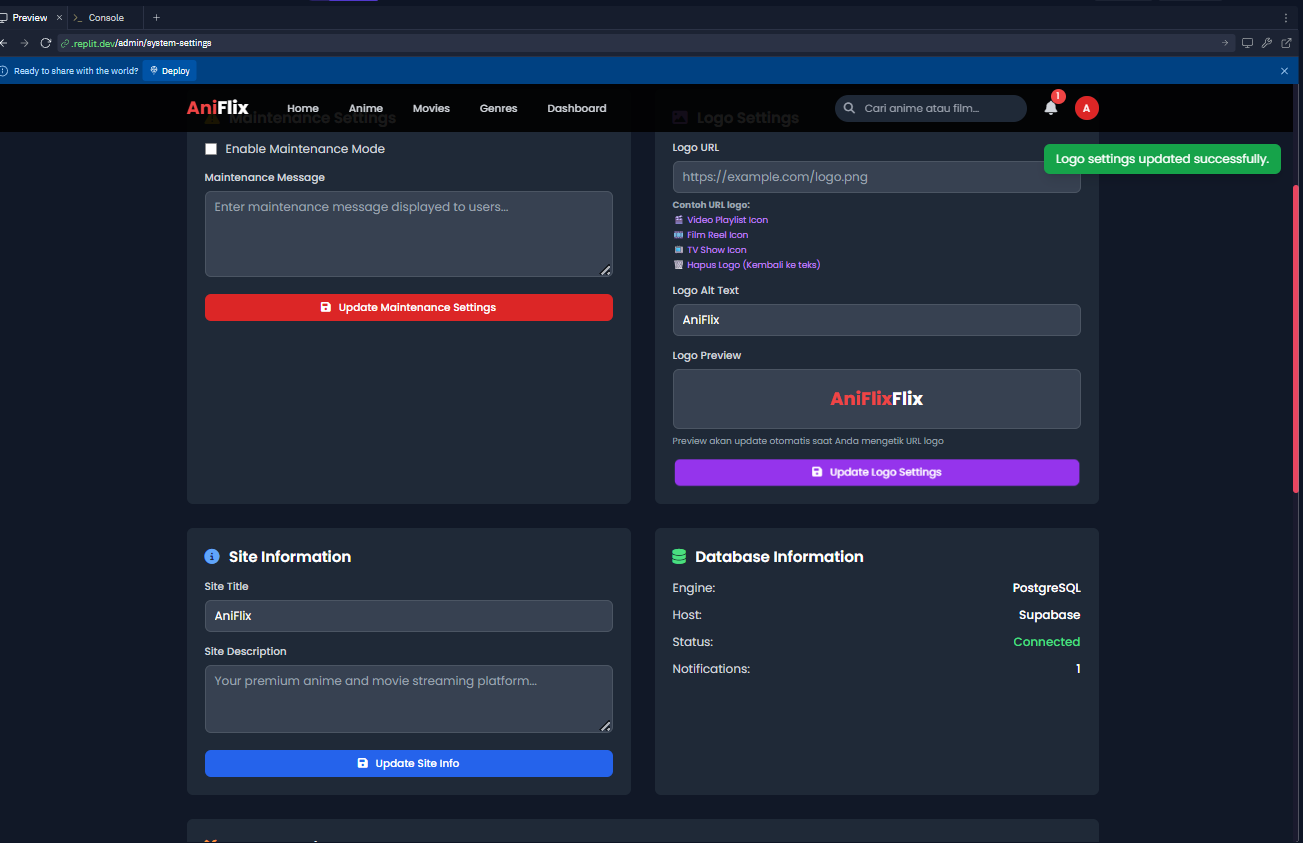 Preview
Console
.replit.dev/admin/system-settings
Ready to share with the world?
Deploy
AniFlix
Home
Anime
Movies
Genres
Dashboard
Cari anime atau film...
1
A
Maintenance Settings
Enable Maintenance Mode
Maintenance Message
Enter maintenance message displayed to users...
Update Maintenance Settings
Logo Settings
Logo URL
https://example.com/logo.png
Logo settings updated successfully.
Contoh URL logo:
Video Playlist Icon
Film Reel Icon
TV Show Icon
Hapus Logo (Kembali ke teks)
Logo Alt Text
AniFlix
Logo Preview
AniFlixFlix
Preview akan update otomatis saat Anda mengetik URL logo
Update Logo Settings
Site Information
Site Title
AniFlix
Site Description
Your premium anime and movie streaming platform...
Update Site Info
Database Information
Engine: PostgreSQL
Host: Supabase
Status: Connected
Notifications: 1